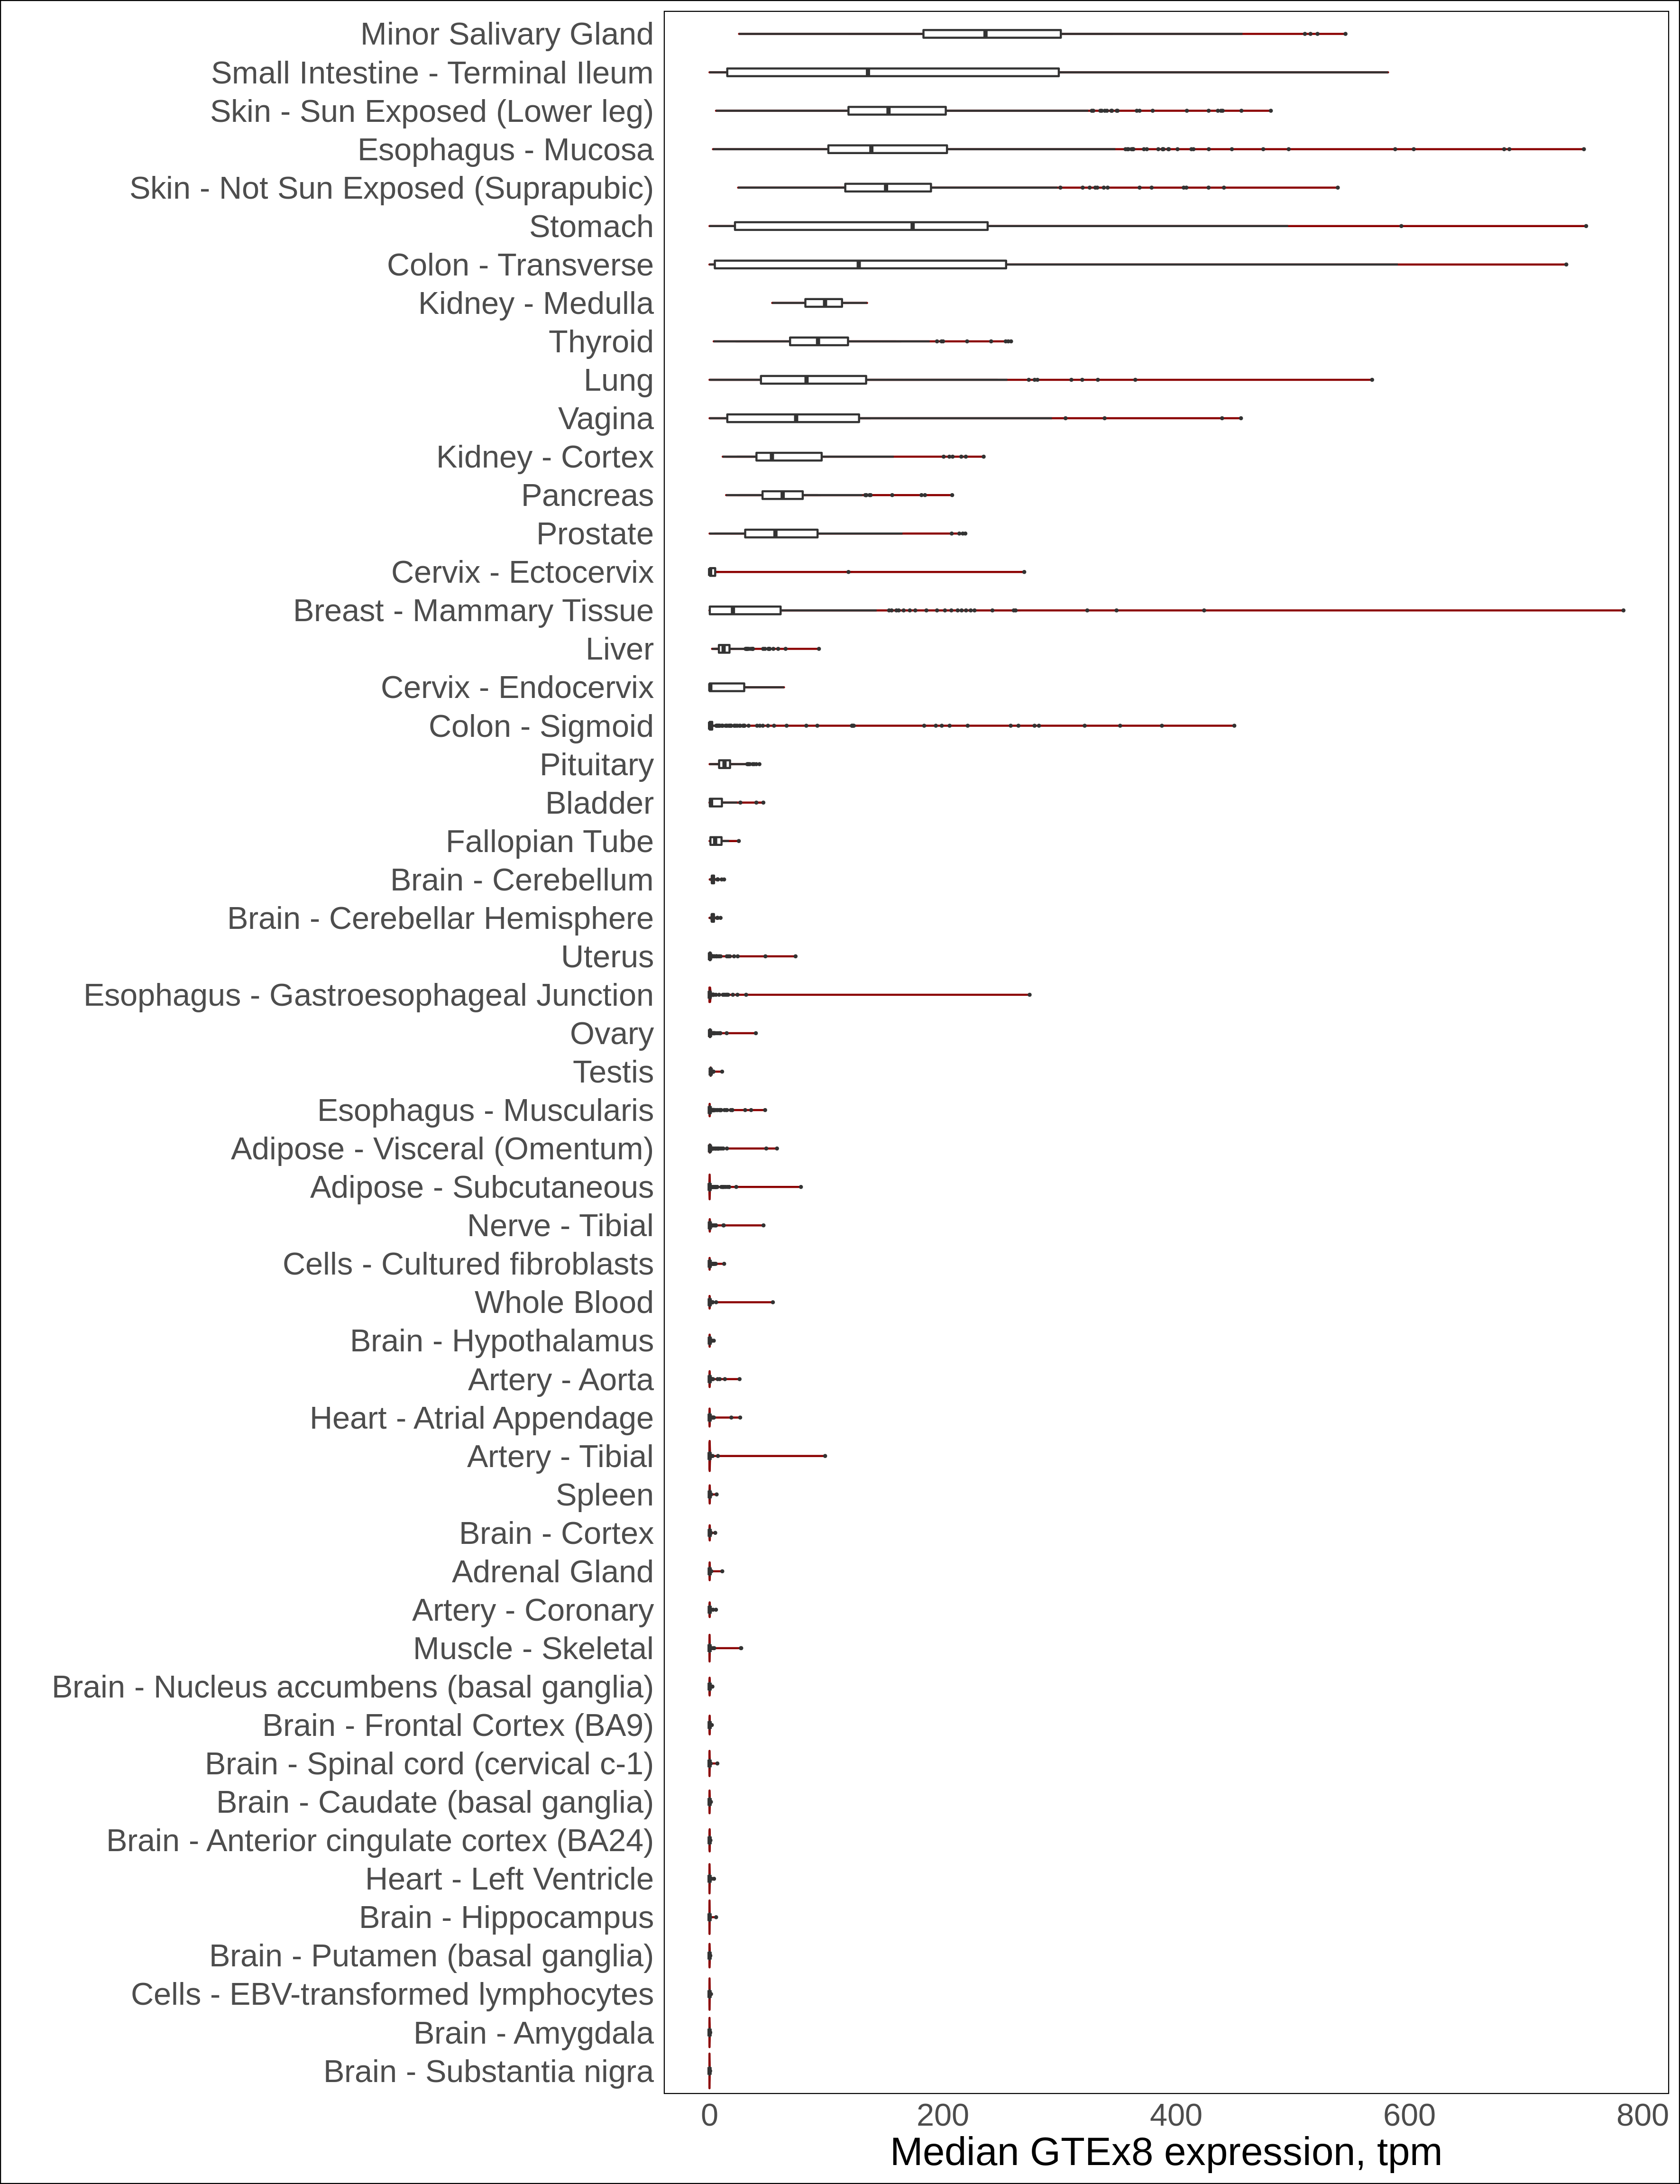 Minor Salivary Gland
Small Intestine - Terminal Ileum
Skin - Sun Exposed (Lower leg)
Esophagus - Mucosa
Skin - Not Sun Exposed (Suprapubic)
Stomach
Colon - Transverse
Kidney - Medulla
Thyroid
Lung
Vagina
Kidney - Cortex
Pancreas
Prostate
Cervix - Ectocervix
Breast - Mammary Tissue
Liver
Cervix - Endocervix
Colon - Sigmoid
Pituitary
Bladder
Fallopian Tube
Brain - Cerebellum
Brain - Cerebellar Hemisphere
Uterus
Esophagus - Gastroesophageal Junction
Ovary
Testis
Esophagus - Muscularis
Adipose - Visceral (Omentum)
Adipose - Subcutaneous
Nerve - Tibial
Cells - Cultured fibroblasts
Whole Blood
Brain - Hypothalamus
Artery - Aorta
Heart - Atrial Appendage
Artery - Tibial
Spleen
Brain - Cortex
Adrenal Gland
Artery - Coronary
Muscle - Skeletal
Brain - Nucleus accumbens (basal ganglia)
Brain - Frontal Cortex (BA9)
Brain - Spinal cord (cervical c-1)
Brain - Caudate (basal ganglia)
Brain - Anterior cingulate cortex (BA24)
Heart - Left Ventricle
Brain - Hippocampus
Brain - Putamen (basal ganglia)
Cells - EBV-transformed lymphocytes
Brain - Amygdala
Brain - Substantia nigra
0 200 400 600 800
Median GTEx8 expression, tpm